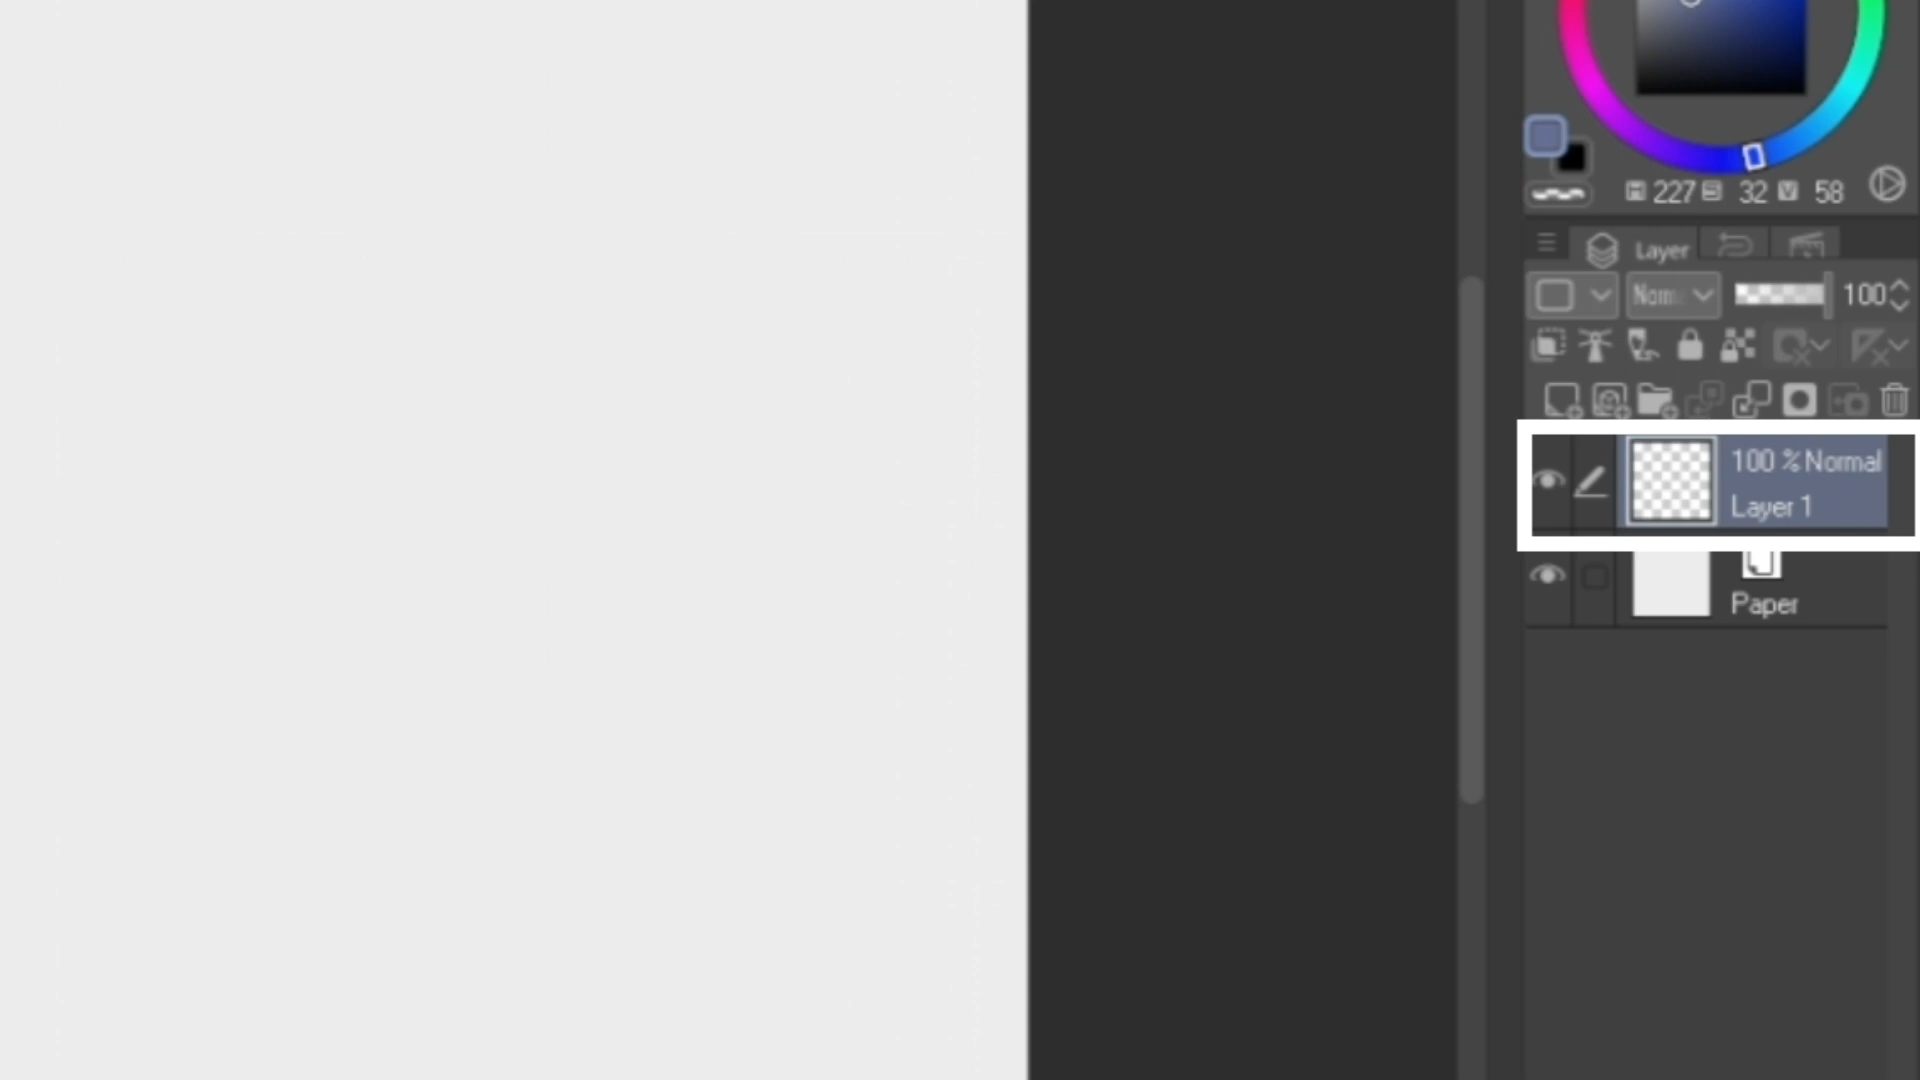 H 227 S 32 V 58
Layer
Norm 100
100 % Normal
Layer 1
Paper